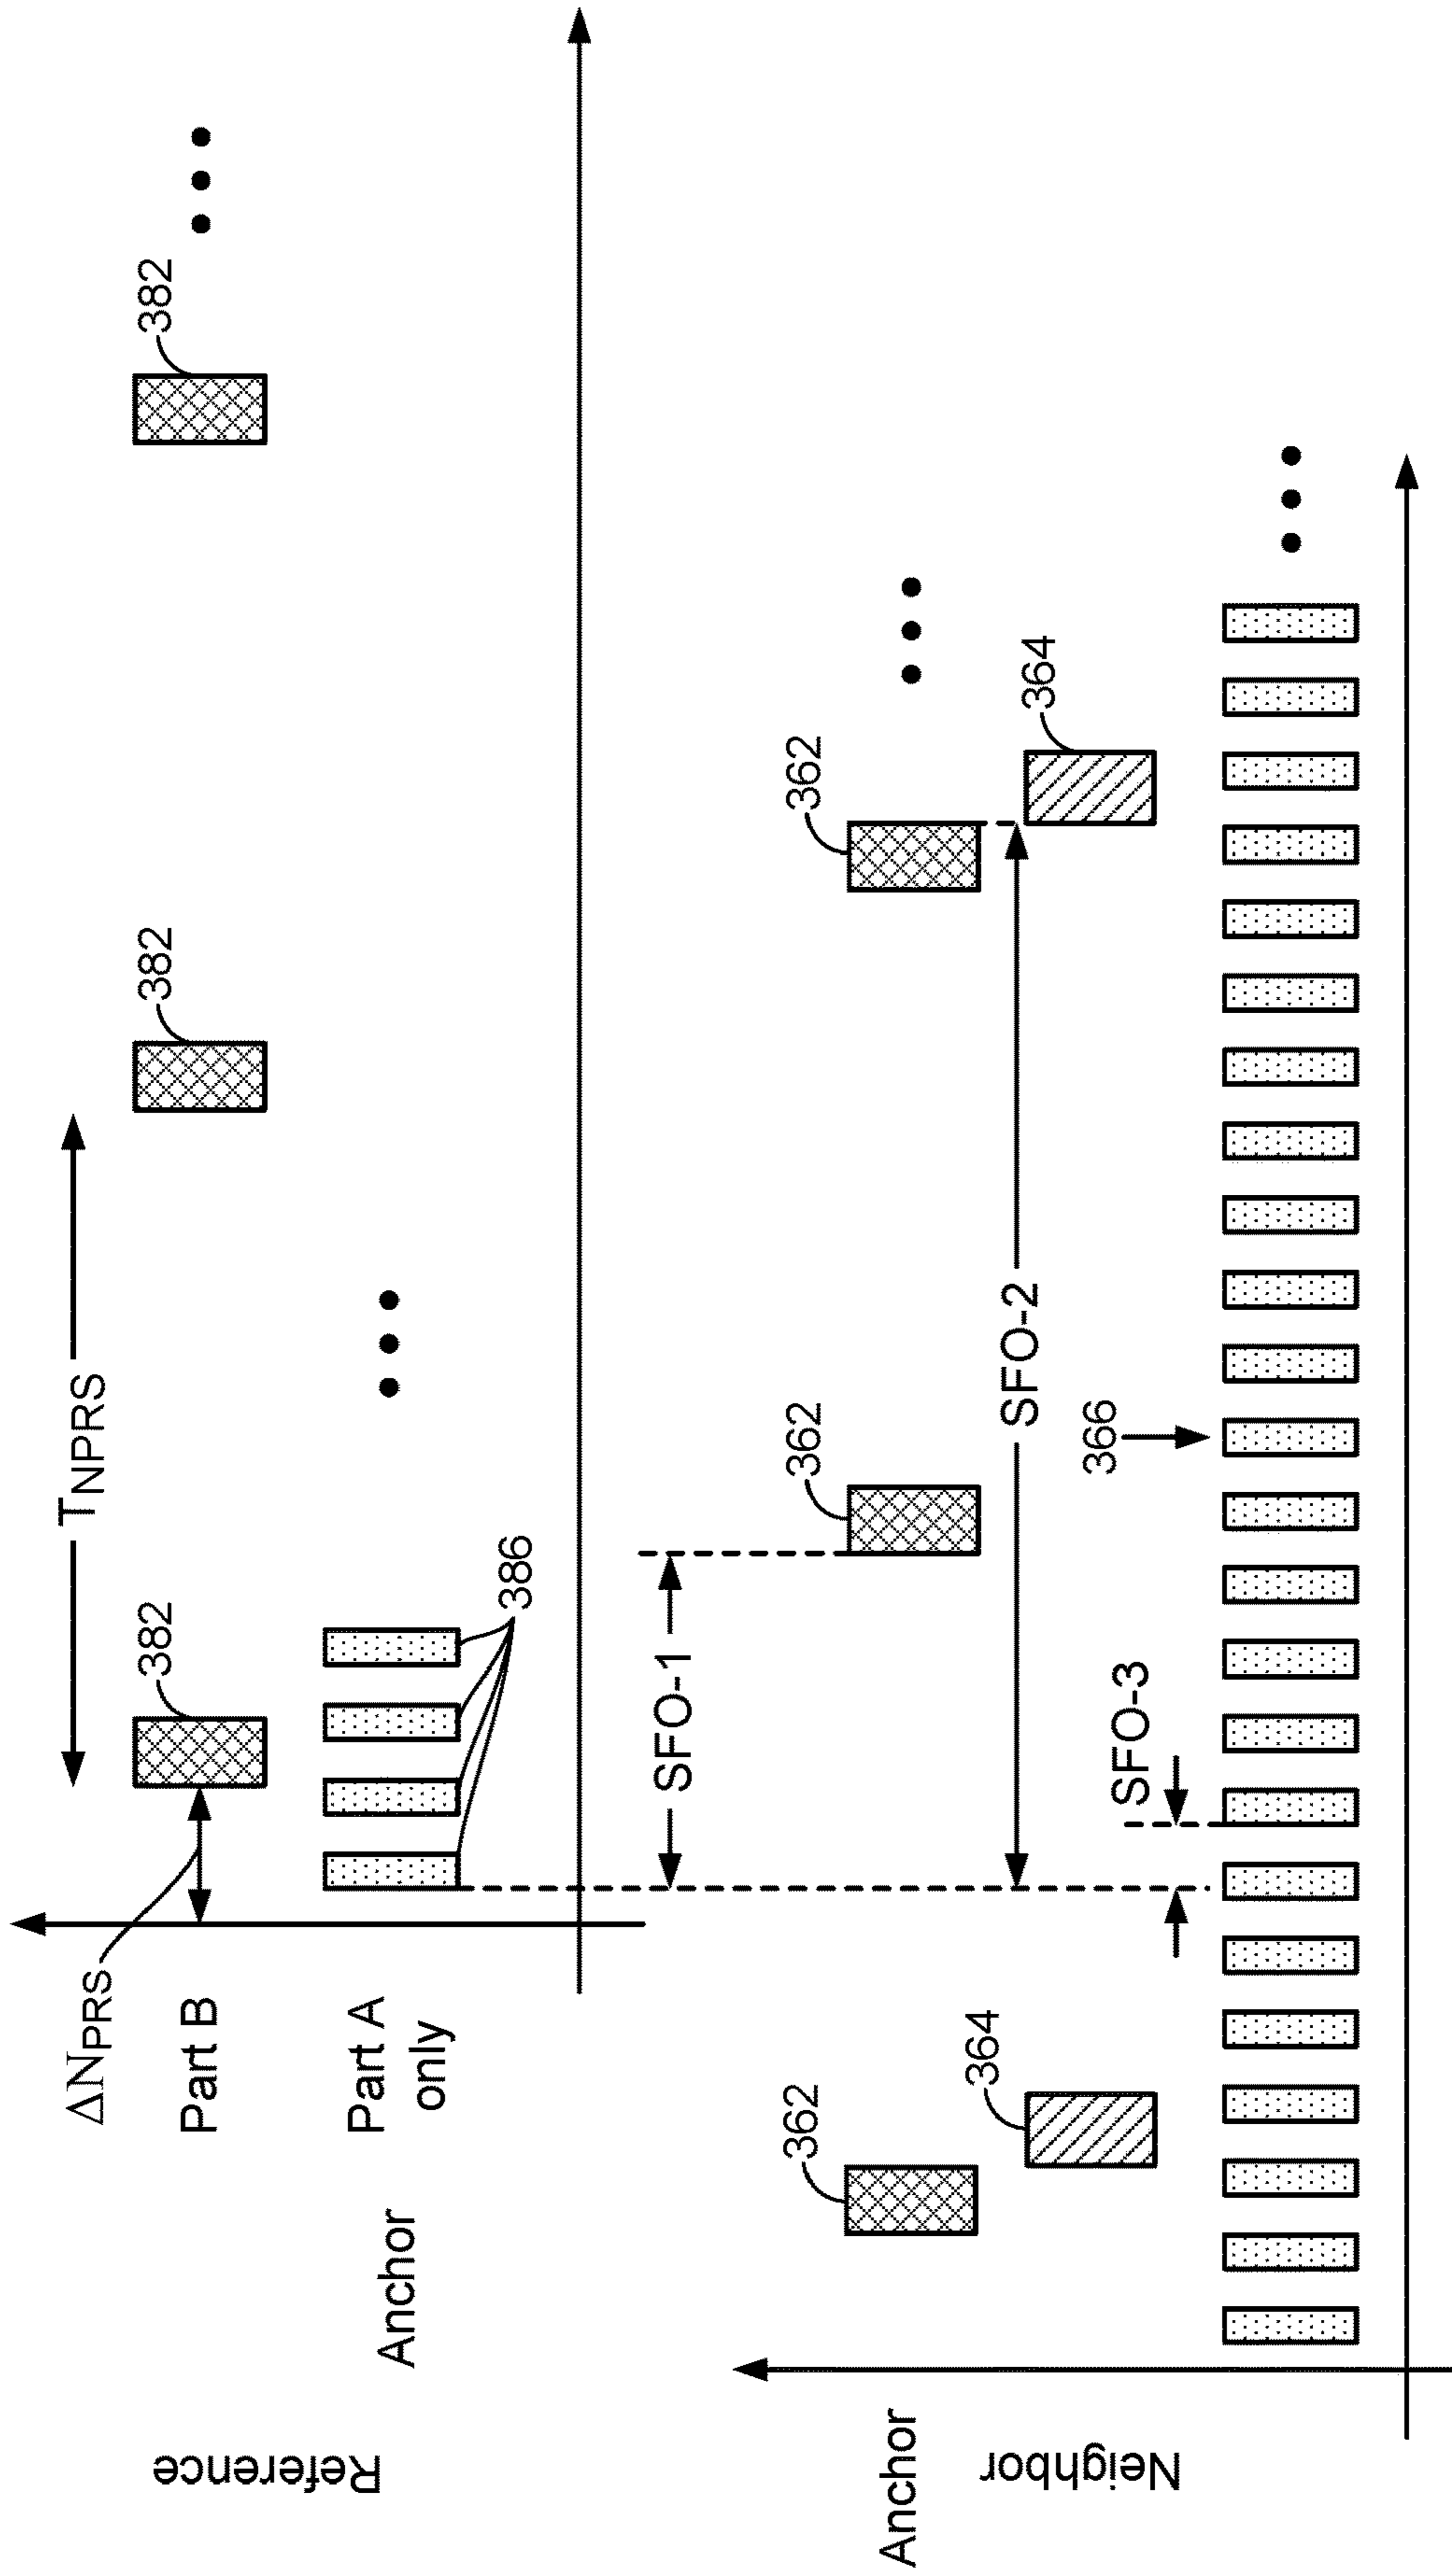 Reference
Anchor
Part B
Part A
only
ΔNPRS
TNPRS
382
382
382
386
SFO-1
Neighbor
Anchor
362
362
362
SFO-2
364
364
SFO-3
366